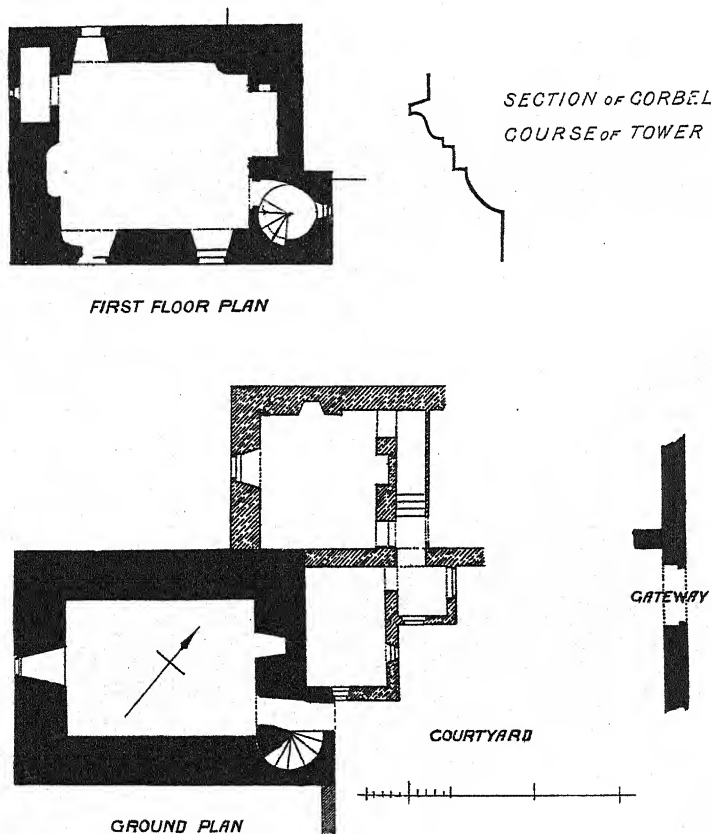 SECTION OF CORBEL
COURSE OF TOWER
FIRST FLOOR PLAN
GATEWAY
COURTYARD
GROUND PLAN